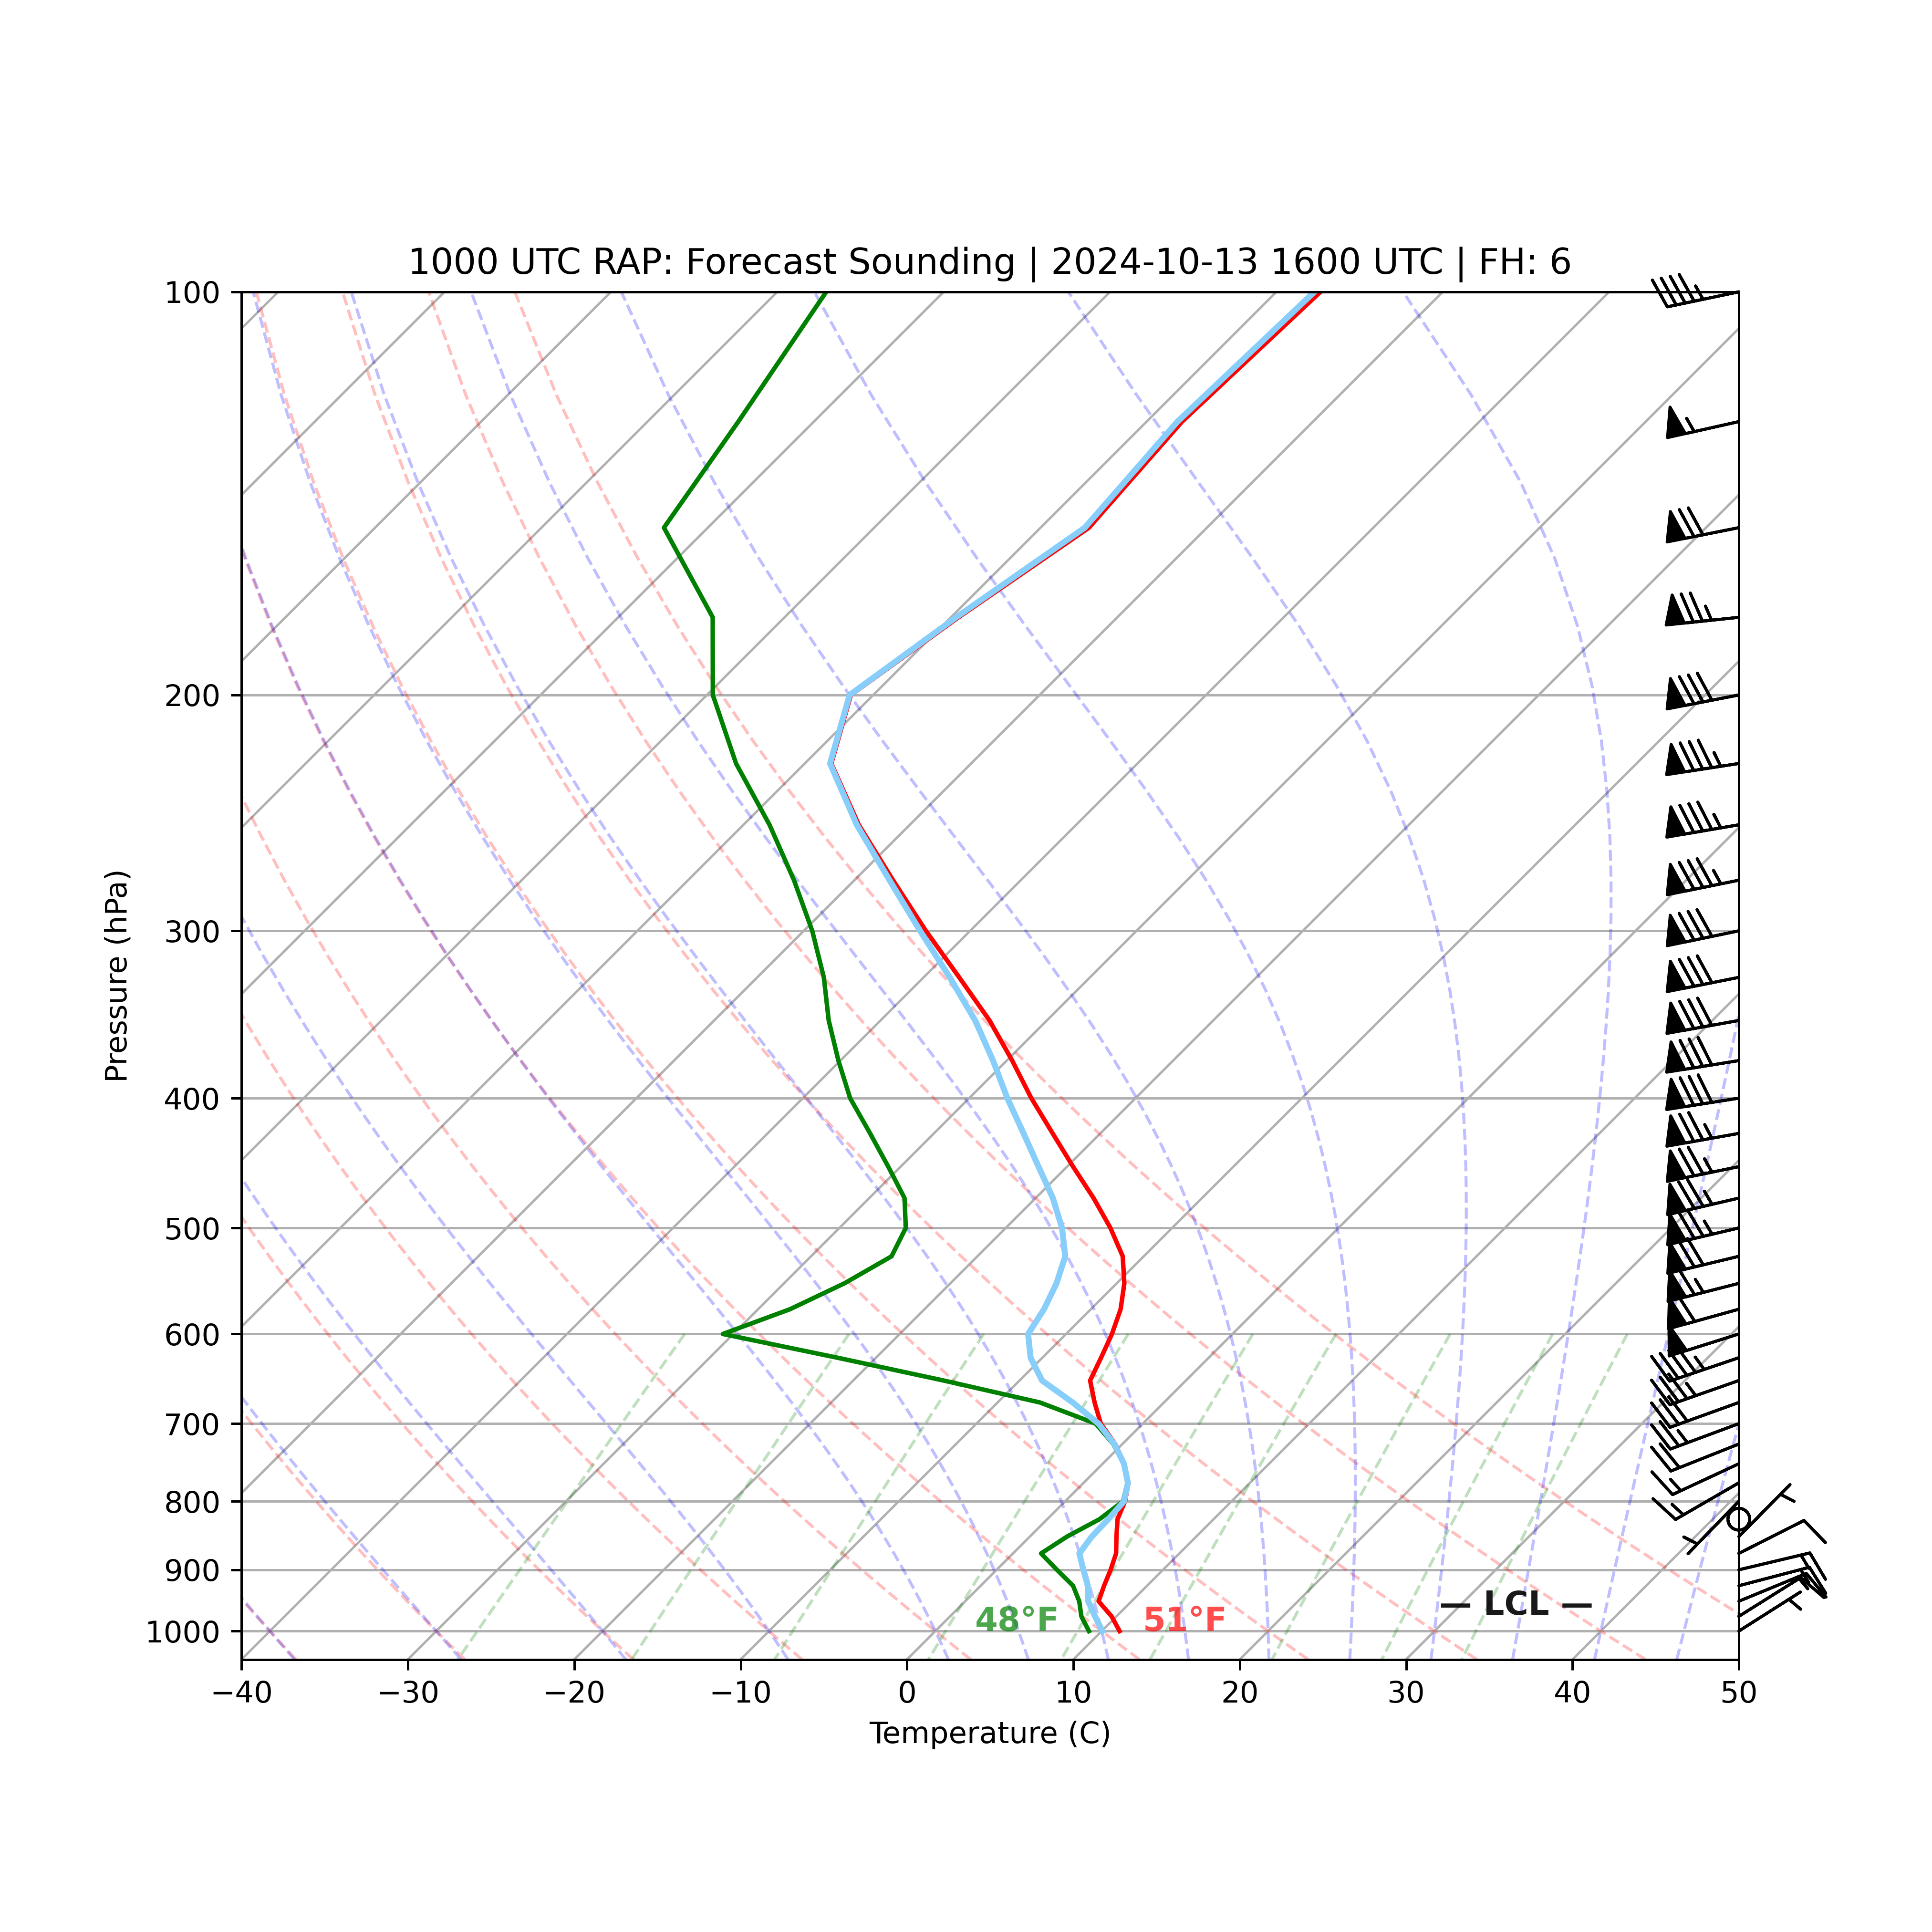 1000 UTC RAP: Forecast Sounding | 2024-10-13 1600 UTC | FH: 6
100
200
300
400
500
600
700
800
900
1000
Pressure (hPa)
48°F
51°F
— LCL —
−40 −30 −20 −10 0 10 20 30 40 50
Temperature (C)